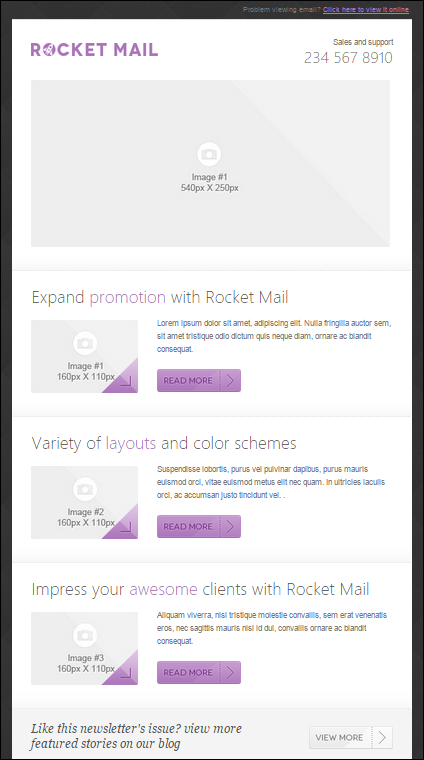 Problem viewing email? Click here to view it online
ROCKET MAIL
Sales and support
234 567 8910
Image #1
540px X 250px
Expand promotion with Rocket Mail
Image #1
160px X 110px
Lorem ipsum dolor sit amet, adipiscing elit. Nulla fringilla auctor sem,
sit amet tristique odio dictum quis neque diam, ornare ac blandit
consequat.
READ MORE
Variety of layouts and color schemes
Image #2
160px X 110px
Suspendisse lobortis, purus vel pulvinar dapibus, purus mauris
euismod orci, vitae euismod metus elit nec quam. In ultricies iaculis
orci, ac accumsan justo tincidunt vel. .
READ MORE
Impress your awesome clients with Rocket Mail
Image #3
160px X 110px
Aliquam viverra, nisl tristique molestie convallis, sem erat venenatis
eros, nec sagittis mauris nisl id dui, convallis ornare ac blandit
consequat.
READ MORE
Like this newsletter's issue? view more
featured stories on our blog
VIEW MORE